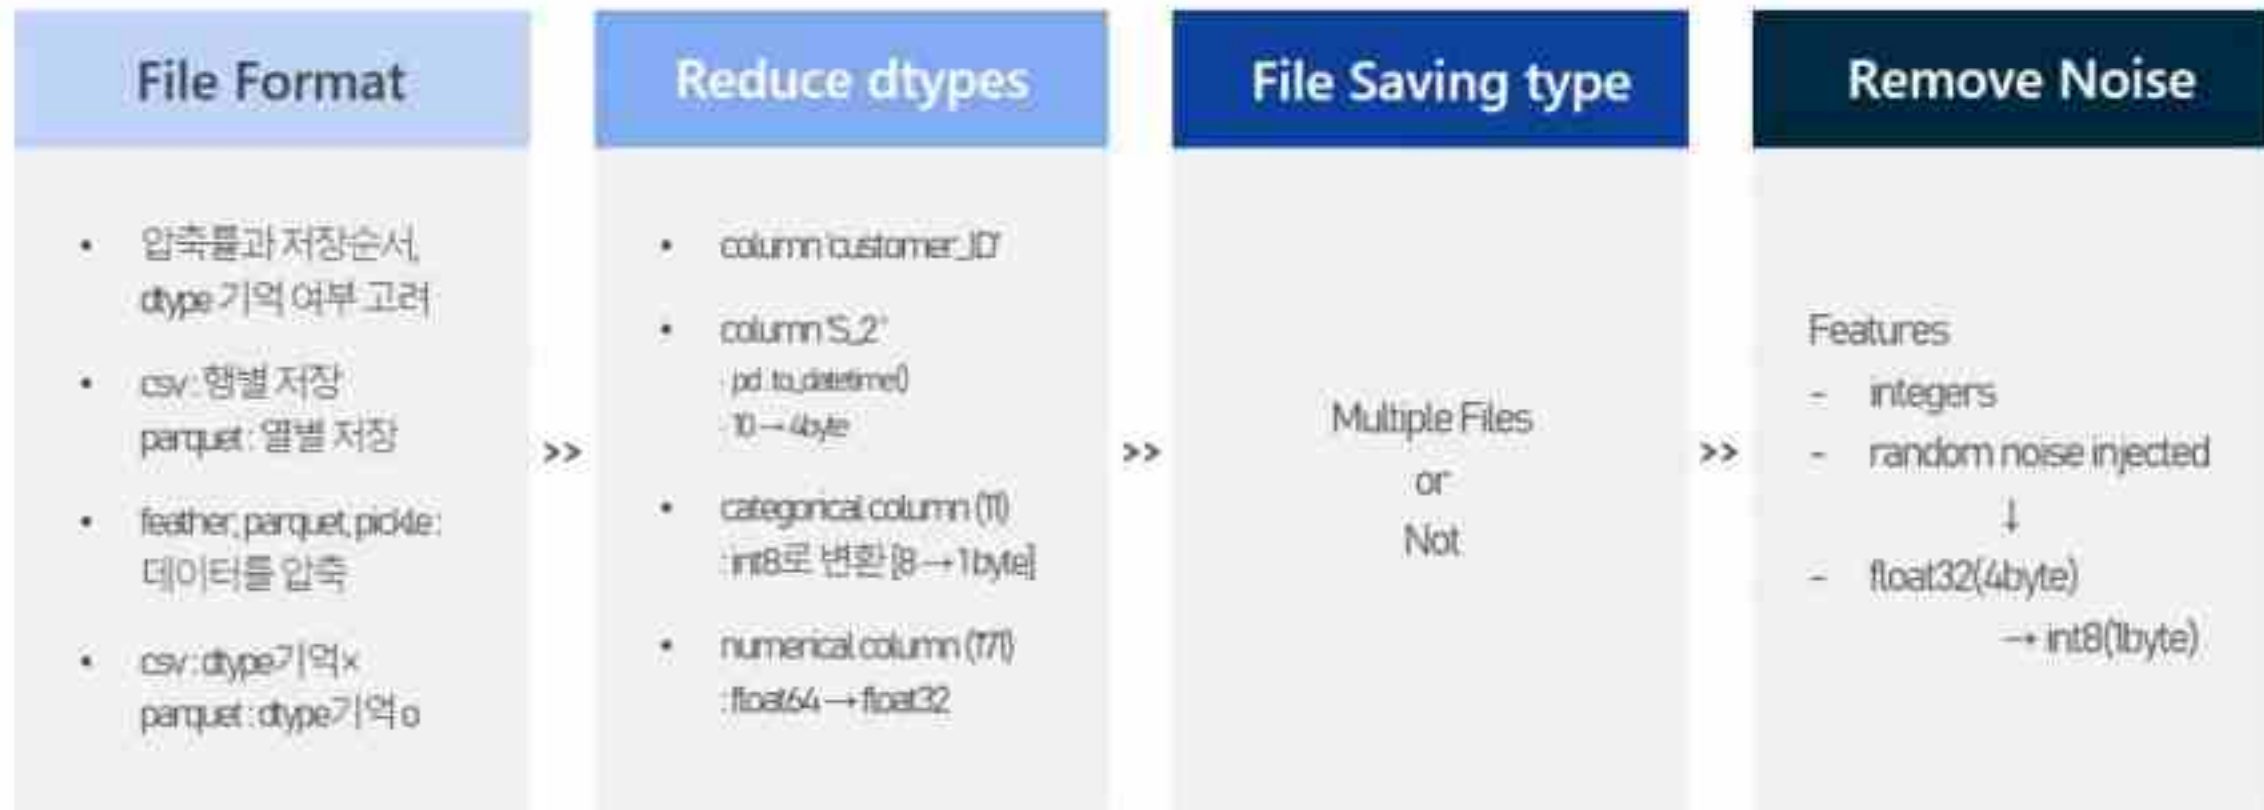 File Format
• 압축률과 저장순서,
dtype 기억 여부 고려
• csv : 행별 저장
parquet : 열별 저장
• feather, parquet, pickle :
데이터를 압축
• csv : dtype기억×
parquet : dtype기억 o
>>
Reduce dtypes
• column 'customer_ID'
• column 'S_2'
· pd.to_datetime()
· 10 → 4byte
• categorical column (11)
: int8로 변환 [8 → 1 byte]
• numerical column (171)
: float64 → float32
>>
File Saving type
Multiple Files
or
Not
>>
Remove Noise
Features
- integers
- random noise injected
↓
- float32(4byte)
→ int8(1byte)